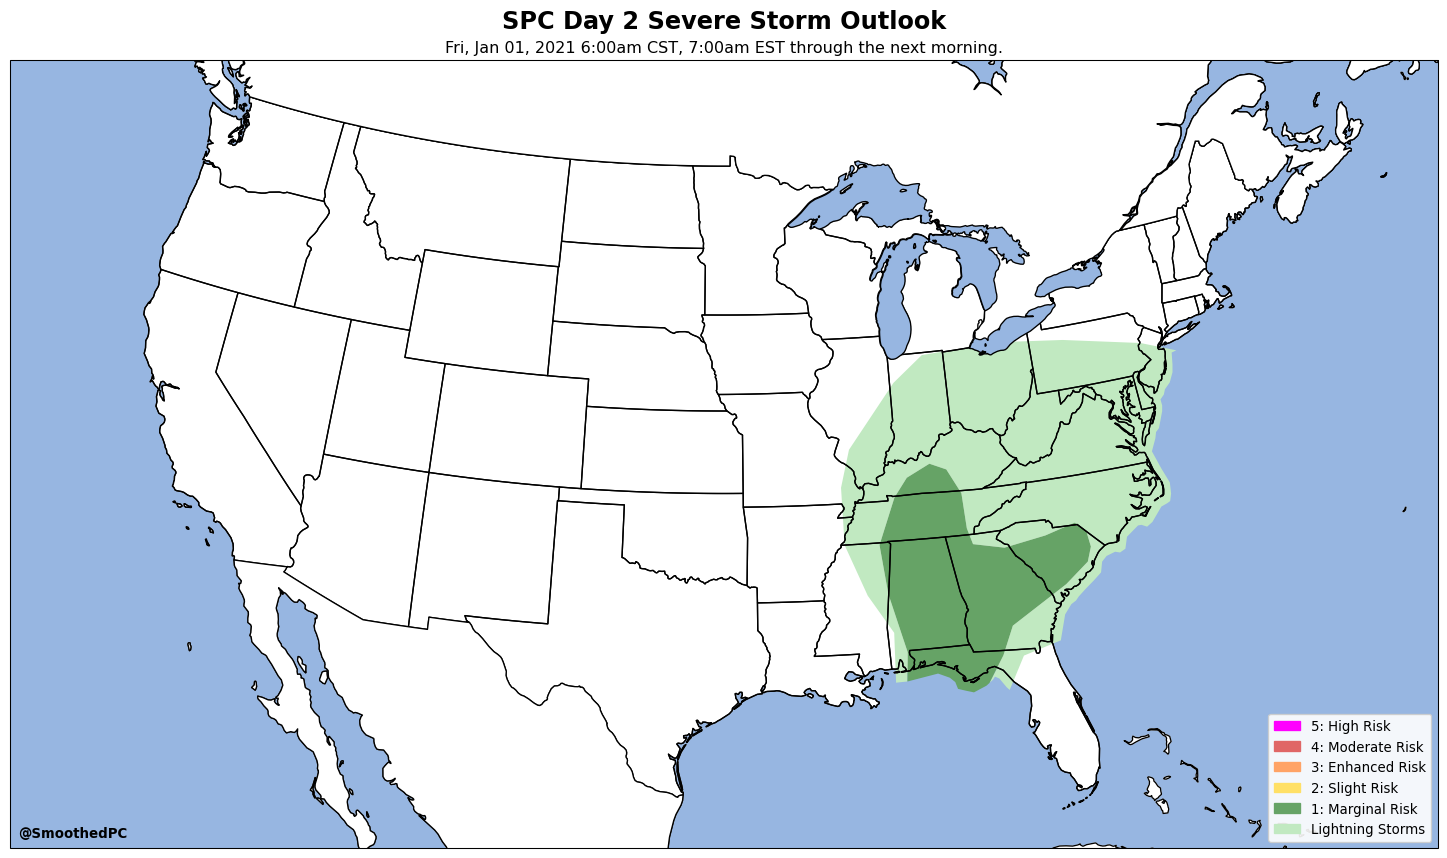 SPC Day 2 Severe Storm Outlook
Fri, Jan 01, 2021 6:00am CST, 7:00am EST through the next morning.
5: High Risk
4: Moderate Risk
3: Enhanced Risk
2: Slight Risk
1: Marginal Risk
Lightning Storms
@SmoothedPC